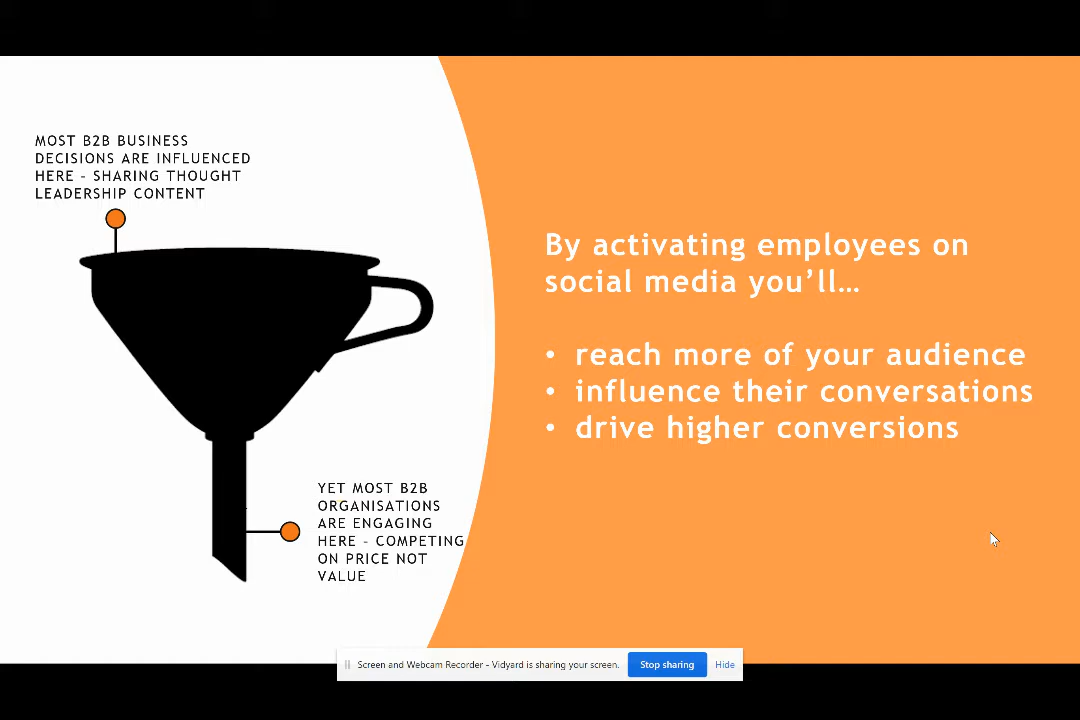 MOST B2B BUSINESS
DECISIONS ARE INFLUENCED
HERE – SHARING THOUGHT
LEADERSHIP CONTENT
YET MOST B2B
ORGANISATIONS
ARE ENGAGING
HERE – COMPETING
ON PRICE NOT
VALUE
By activating employees on
social media you’ll…
• reach more of your audience
• influence their conversations
• drive higher conversions
Screen and Webcam Recorder - Vidyard is sharing your screen.
Stop sharing
Hide